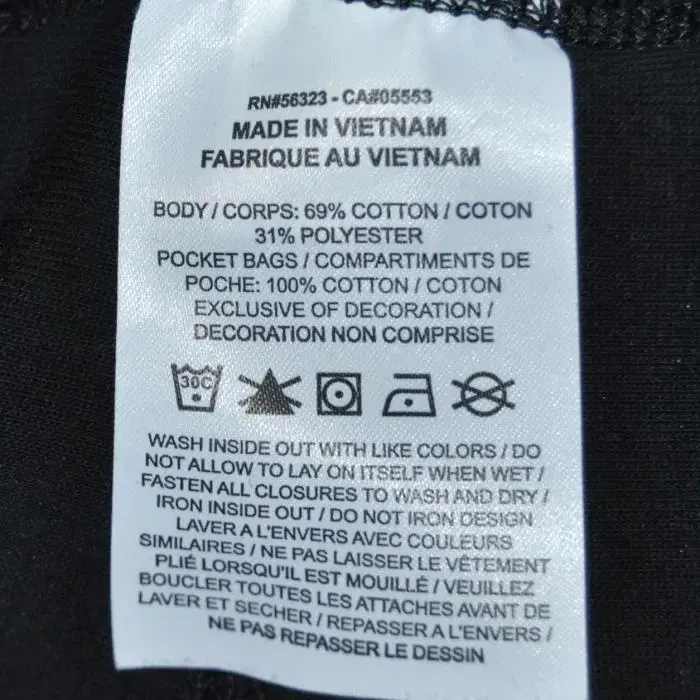 RN#56323 - CA#05553
MADE IN VIETNAM
FABRIQUE AU VIETNAM
BODY / CORPS: 69% COTTON / COTON
31% POLYESTER
POCKET BAGS / COMPARTIMENTS DE
POCHE: 100% COTTON / COTON
EXCLUSIVE OF DECORATION /
DECORATION NON COMPRISE
30C
WASH INSIDE OUT WITH LIKE COLORS / DO
NOT ALLOW TO LAY ON ITSELF WHEN WET /
FASTEN ALL CLOSURES TO WASH AND DRY /
IRON INSIDE OUT / DO NOT IRON DESIGN
LAVER A L'ENVERS AVEC COULEURS
SIMILAIRES / NE PAS LAISSER LE VÊTEMENT
PLIÉ LORSQU'IL EST MOUILLÉ / VEUILLEZ
BOUCLER TOUTES LES ATTACHES AVANT DE
LAVER ET SECHER / REPASSER A L'ENVERS /
NE PAS REPASSER LE DESSIN